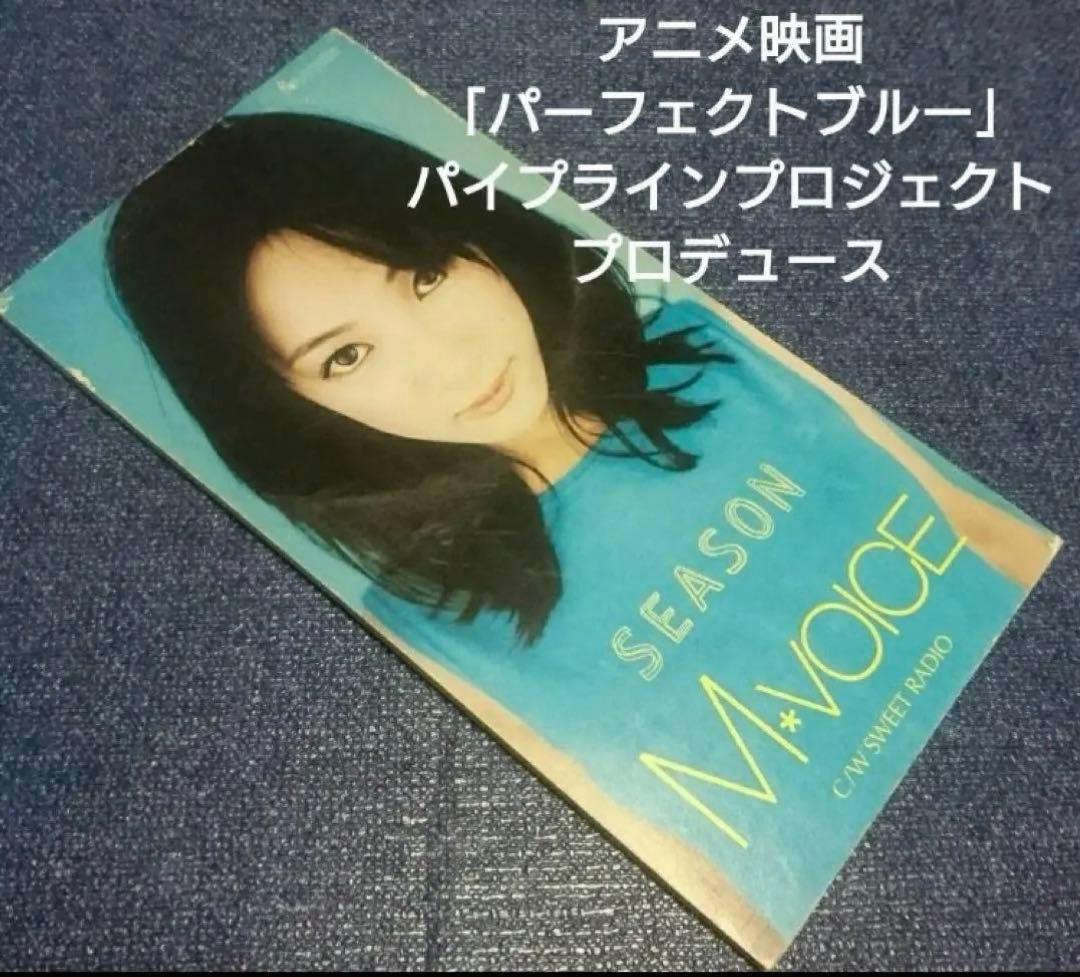 アニメ映画
「パーフェクトブルー」
パイプラインプロジェクト
プロデュース
SEASON
M*VOICE
C/W SWEET RADIO